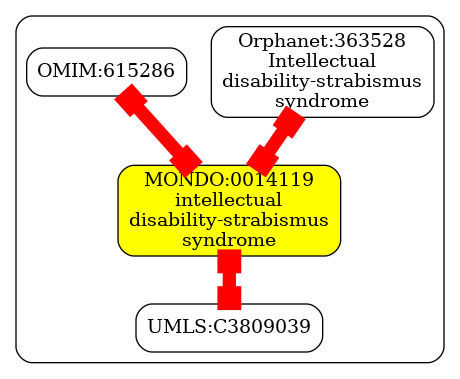 OMIM:615286
Orphanet:363528
Intellectual
disability-strabismus
syndrome
MONDO:0014119
intellectual
disability-strabismus
syndrome
UMLS:C3809039